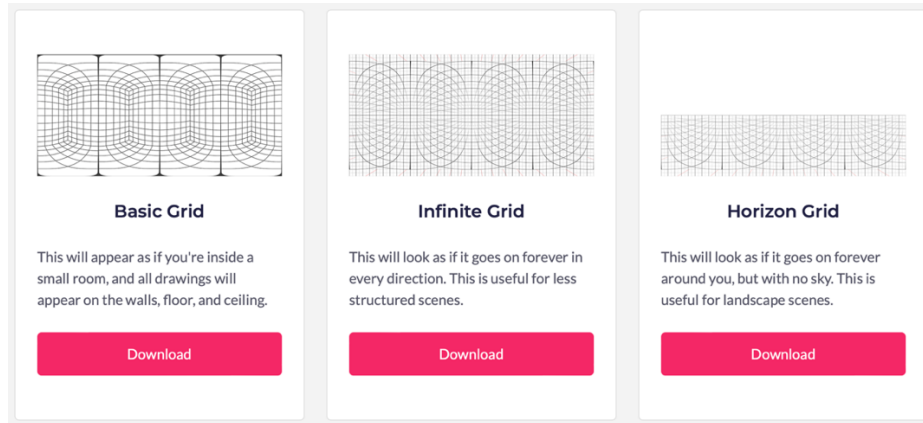 Basic Grid
This will appear as if you're inside a
small room, and all drawings will
appear on the walls, floor, and ceiling.
Download
Infinite Grid
This will look as if it goes on forever in
every direction. This is useful for less
structured scenes.
Download
Horizon Grid
This will look as if it goes on forever
around you, but with no sky. This is
useful for landscape scenes.
Download